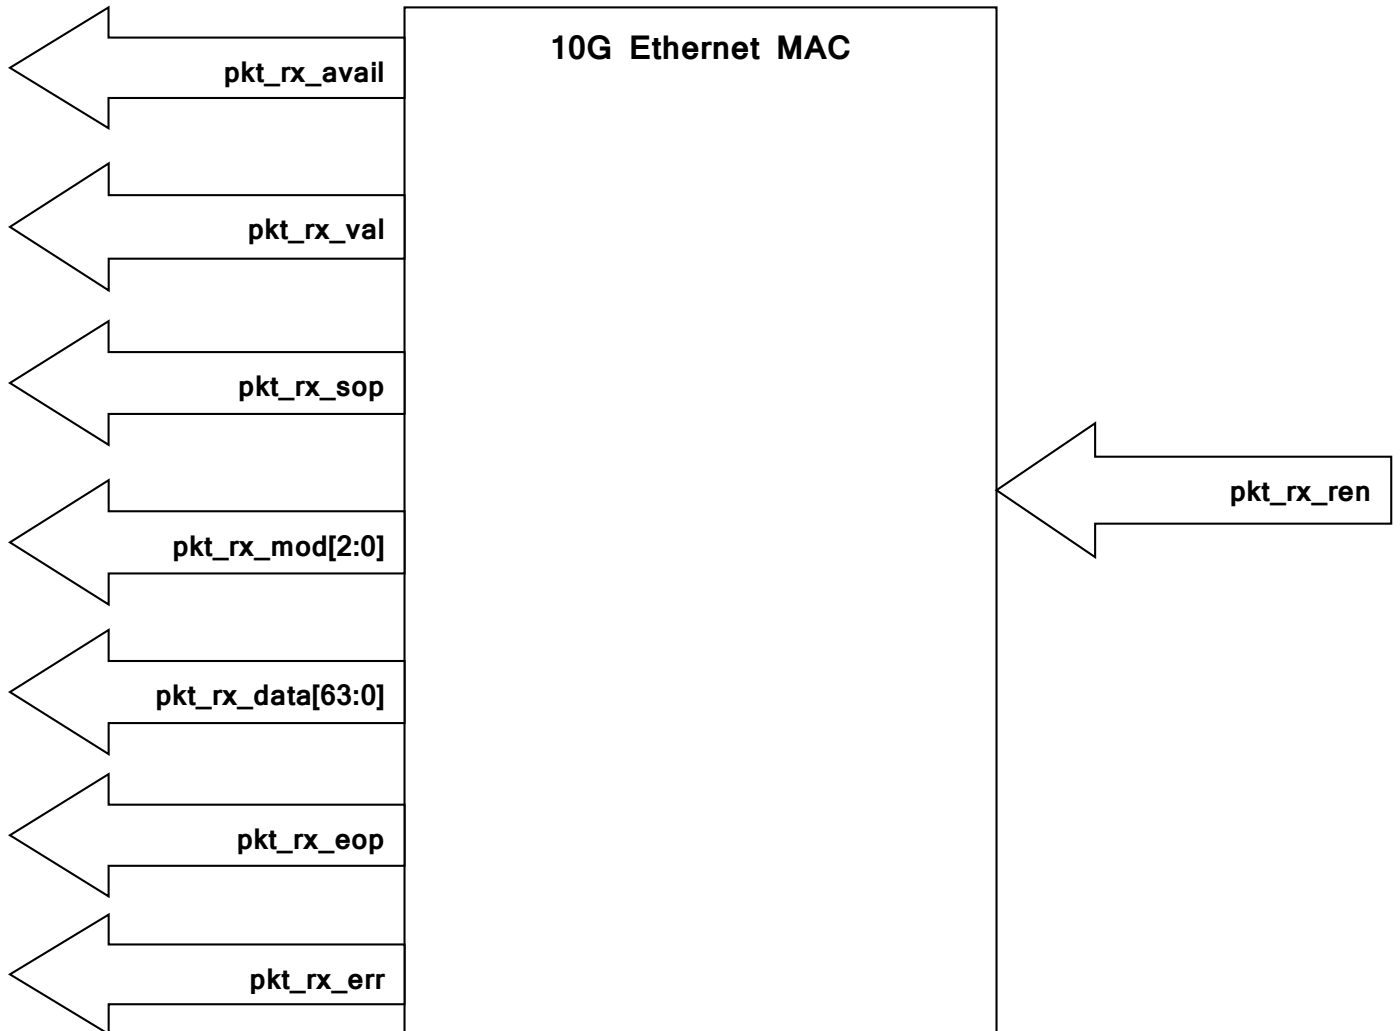 10G Ethernet MAC
pkt_rx_avail
pkt_rx_val
pkt_rx_sop
pkt_rx_ren
pkt_rx_mod[2:0]
pkt_rx_data[63:0]
pkt_rx_eop
pkt_rx_err